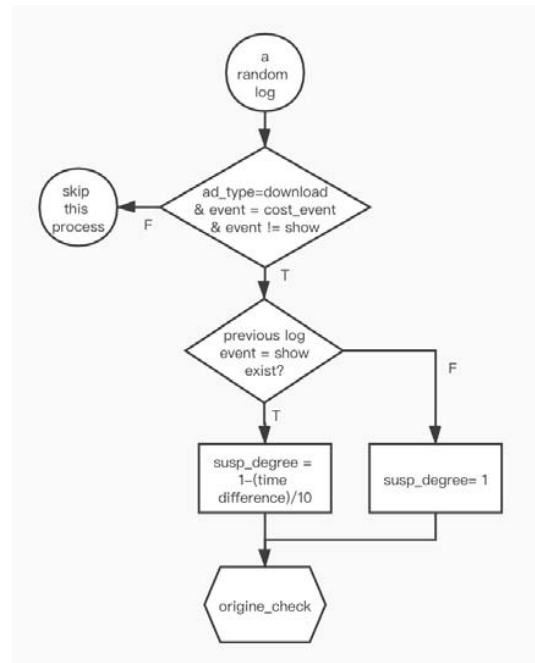 a
random
log
skip
this
process
F
ad_type=download
& event = cost_event
& event != show
T
previous log
event = show
exist?
F
T
susp_degree =
1-(time
difference)/10
susp_degree= 1
origine_check